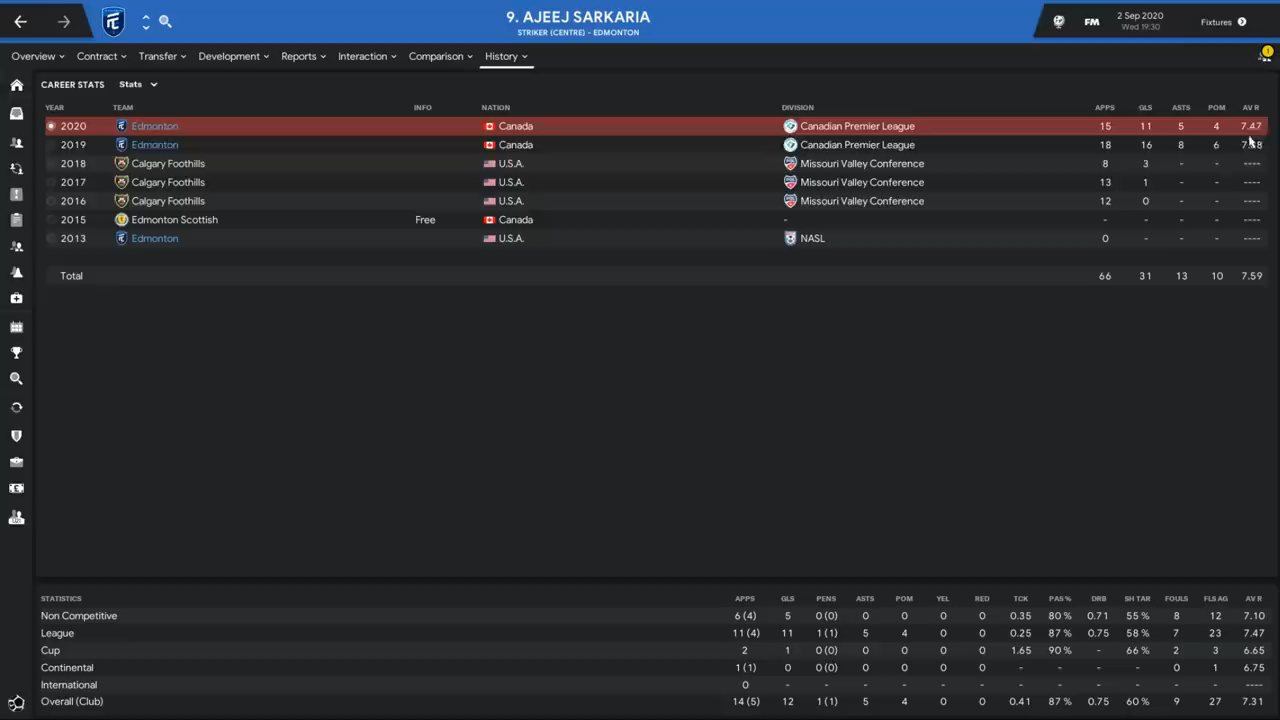 9. AJEEJ SARKARIA
STRIKER (CENTRE) - EDMONTON
FM
2 Sep 2020
Wed 19:30
Fixtures
1
Overview Contract Transfer Development Reports Interaction Comparison History
CAREER STATS Stats
YEAR TEAM INFO NATION DIVISION APPS GLS ASTS POM AV R
2020 Edmonton Canada Canadian Premier League 15 11 5 4 7.47
2019 Edmonton Canada Canadian Premier League 18 16 8 6
2018 Calgary Foothills U.S.A. Missouri Valley Conference 8 3 - - ----
2017 Calgary Foothills U.S.A. Missouri Valley Conference 13 1 - - ----
2016 Calgary Foothills U.S.A. Missouri Valley Conference 12 0 - - ----
2015 Edmonton Scottish Free Canada - - - - - ----
2013 Edmonton U.S.A. NASL 0 - - - ----
Total 66 31 13 10 7.59
STATISTICS APPS GLS PENS ASTS POM YEL RED TCK PAS % DRB SH TAR FOULS FLS AG AV R
Non Competitive 6 (4) 5 0 (0) 0 0 0 0 0.35 80 % 0.71 55 % 8 12 7.10
League 11 (4) 11 1 (1) 5 4 0 0 0.25 87 % 0.75 58 % 7 23 7.47
Cup 2 1 0 (0) 0 0 0 0 1.65 90 % - 66 % 2 3 6.65
Continental 1 (1) 0 0 (0) 0 0 0 0 - - - - 0 1 6.75
International 0 - - - - - - - - - - - - ----
Overall (Club) 14 (5) 12 1 (1) 5 4 0 0 0.41 87 % 0.75 60 % 9 27 7.31